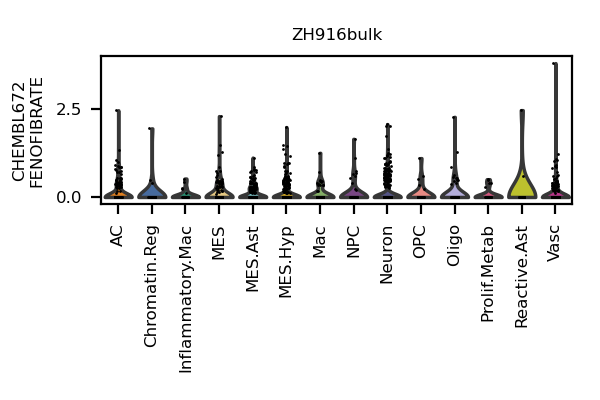 ZH916bulk
CHEMBL672
FENOFIBRATE
2.5
0.0
AC
Chromatin.Reg
Inflammatory.Mac
MES
MES.Ast
MES.Hyp
Mac
NPC
Neuron
OPC
Oligo
Prolif.Metab
Reactive.Ast
Vasc